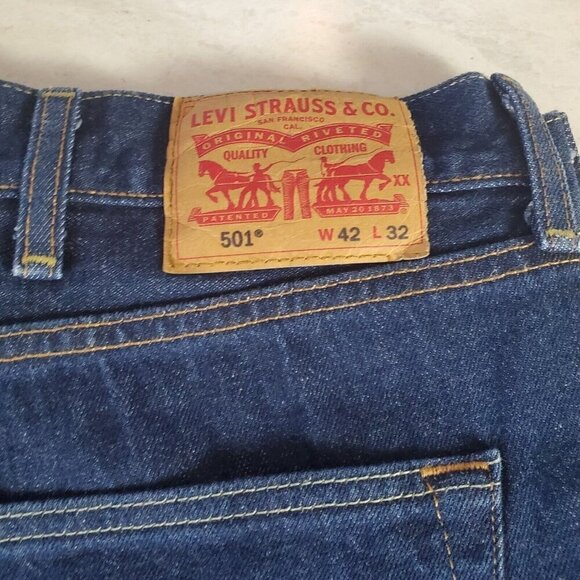 LEVI STRAUSS & CO.
SAN FRANCISCO
CAL.
ORIGINAL RIVETED
QUALITY CLOTHING
XX
PATENTED MAY 20 1873
501® W 42 L 32